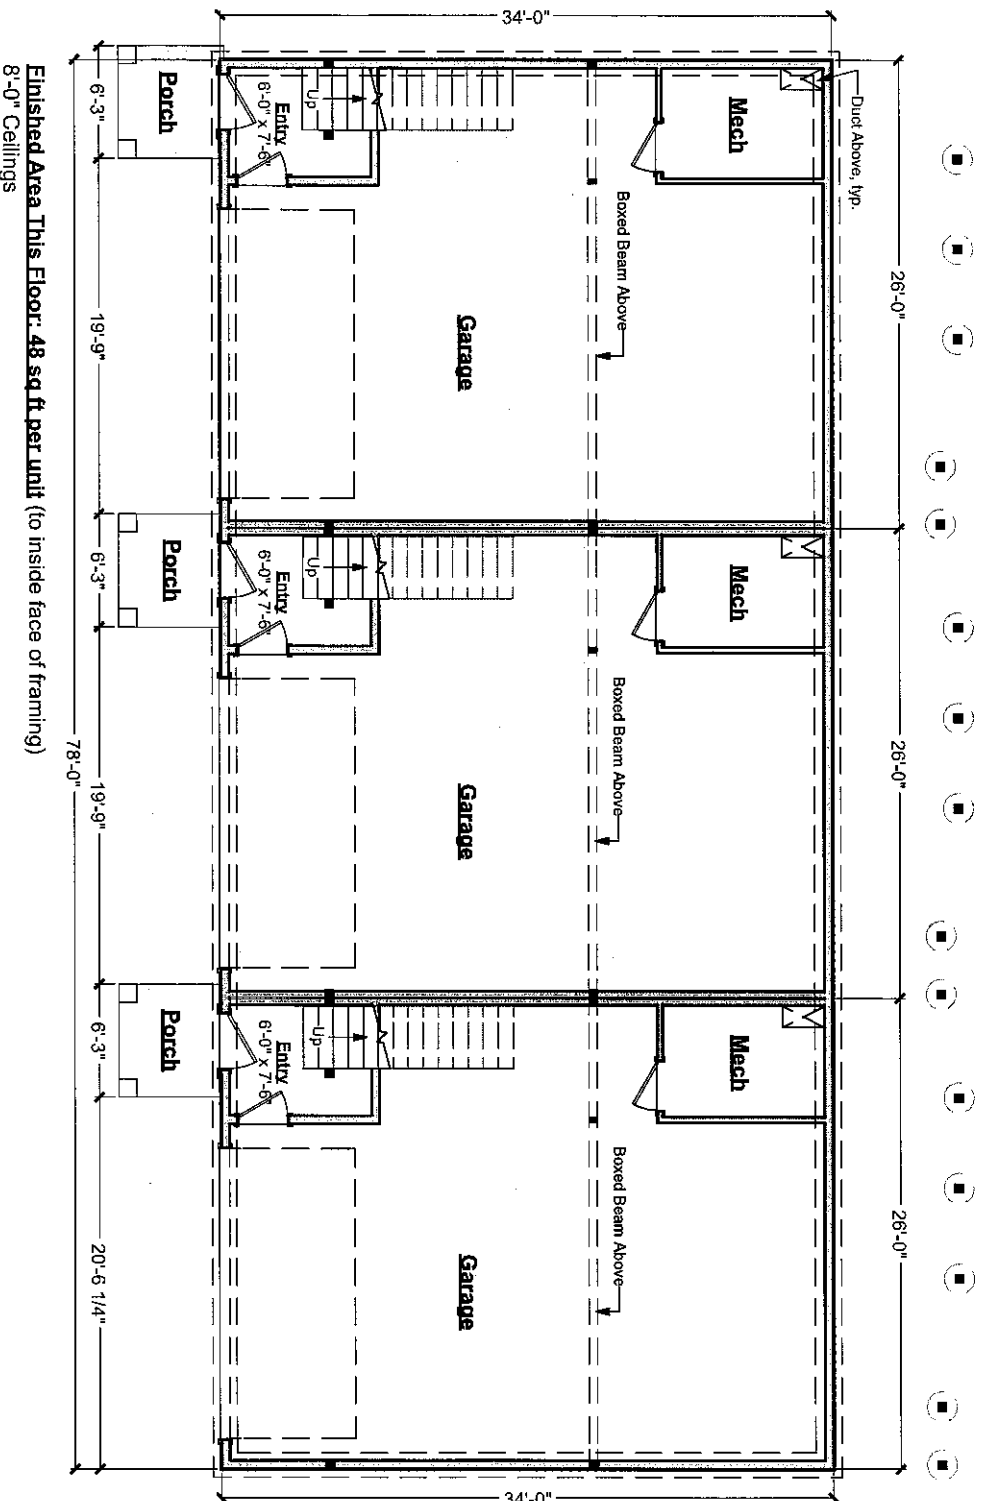 34'-0"
Duct Above, typ.
26'-0"
26'-0"
26'-0"
Mech
Mech
Mech
Boxed Beam Above
Boxed Beam Above
Boxed Beam Above
Garage
Garage
Garage
Up
Entry
6'-0" x 7'-6"
Up
Entry
6'-0" x 7'-6"
Up
Entry
6'-0" x 7'-6"
Porch
Porch
Porch
6'-3"
19'-9"
6'-3"
19'-9"
6'-3"
20'-6 1/4"
78'-0"
34'-0"
Finished Area This Floor: 48 sq ft per unit (to inside face of framing)
8'-0" Ceilings